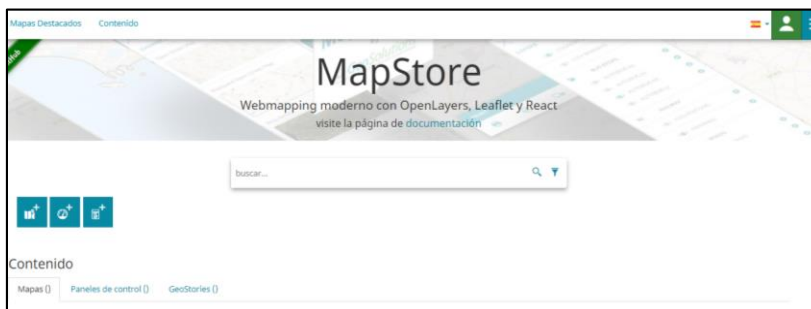 Mapas Destacados Contenido
MapStore
Webmapping moderno con OpenLayers, Leaflet y React
visite la página de documentación
buscar...
Contenido
Mapas () Paneles de control () GeoStories ()